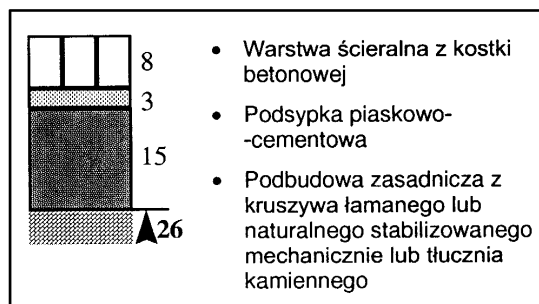 8
3
15
26
• Warstwa ścieralna z kostki
betonowej
• Podsypka piaskowo-
-cementowa
• Podbudowa zasadnicza z
kruszywa łamanego lub
naturalnego stabilizowanego
mechanicznie lub tłucznia
kamiennego